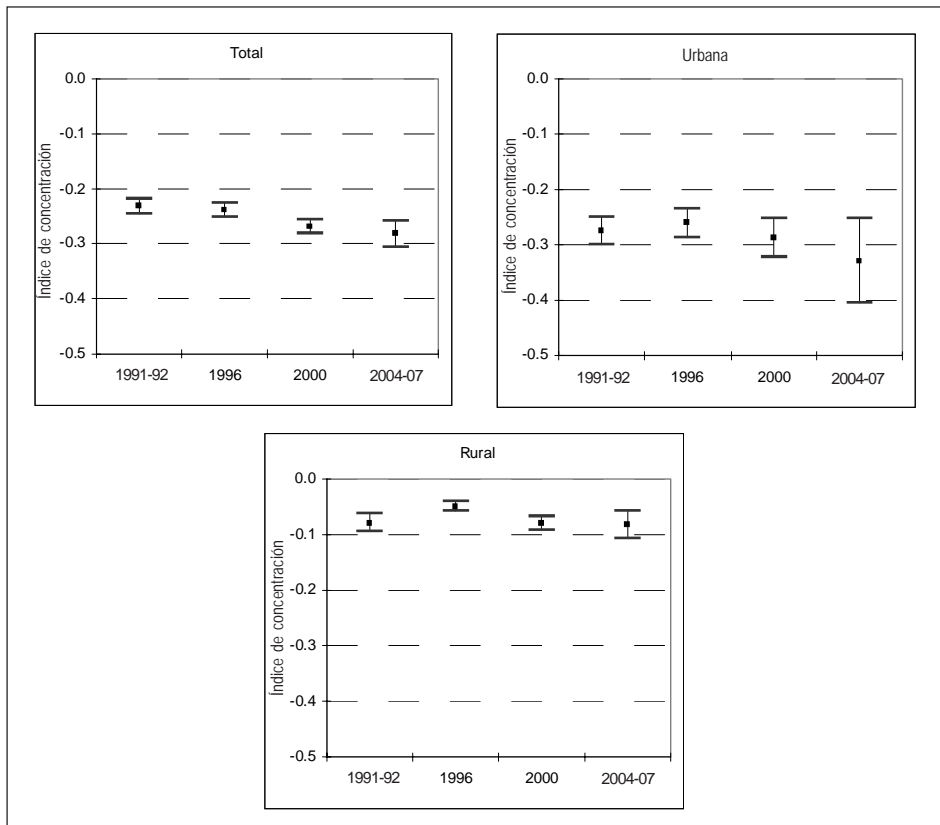 Total
0.0
-0.1
-0.2
-0.3
-0.4
-0.5
Índice de concentración
1991-92 1996 2000 2004-07
Urbana
0.0
-0.1
-0.2
-0.3
-0.4
-0.5
Índice de concentración
1991-92 1996 2000 2004-07
Rural
0.0
-0.1
-0.2
-0.3
-0.4
-0.5
Índice de concentración
1991-92 1996 2000 2004-07